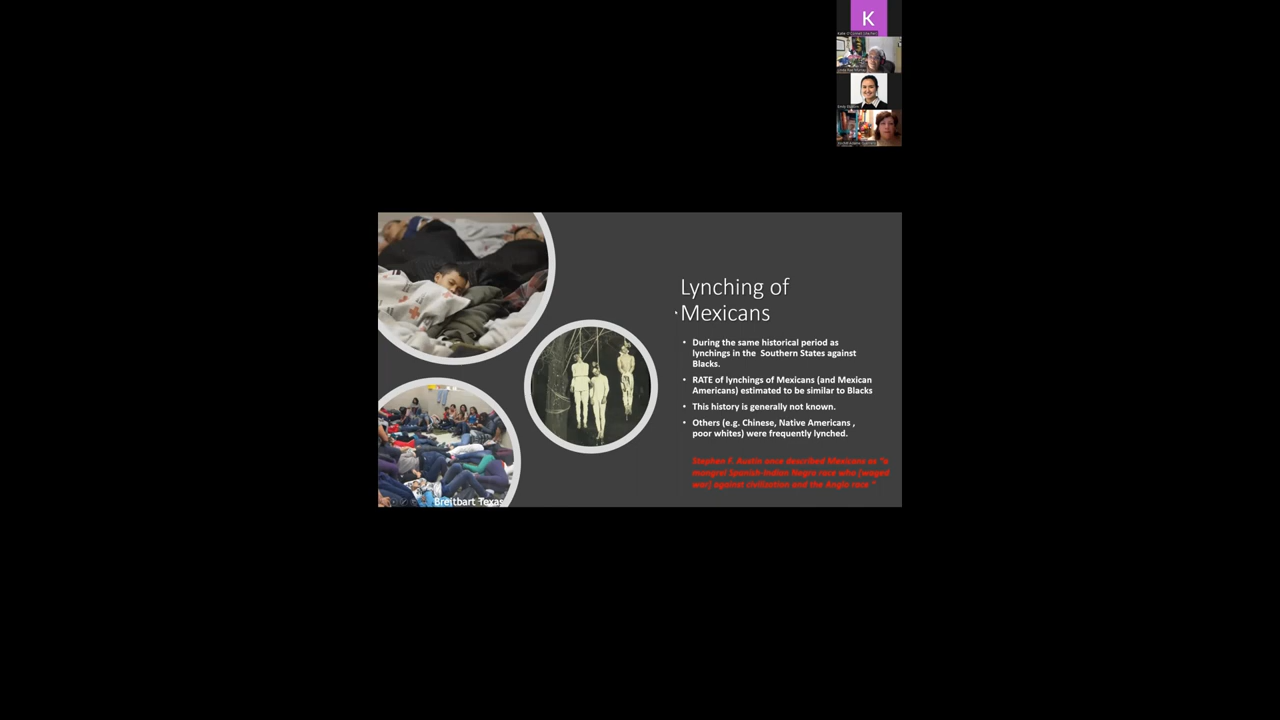 K
Lynching of
Mexicans
• During the same historical period as
lynchings in the Southern States against
Blacks.
• RATE of lynchings of Mexicans (and Mexican
Americans) estimated to be similar to Blacks
• This history is generally not known.
• Others (e.g. Chinese, Native Americans ,
poor whites) were frequently lynched.
Stephen F. Austin once described Mexicans as "a
mongrel Spanish-Indian Negro race who [waged
war] against civilization and the Anglo race "
Breitbart Texas